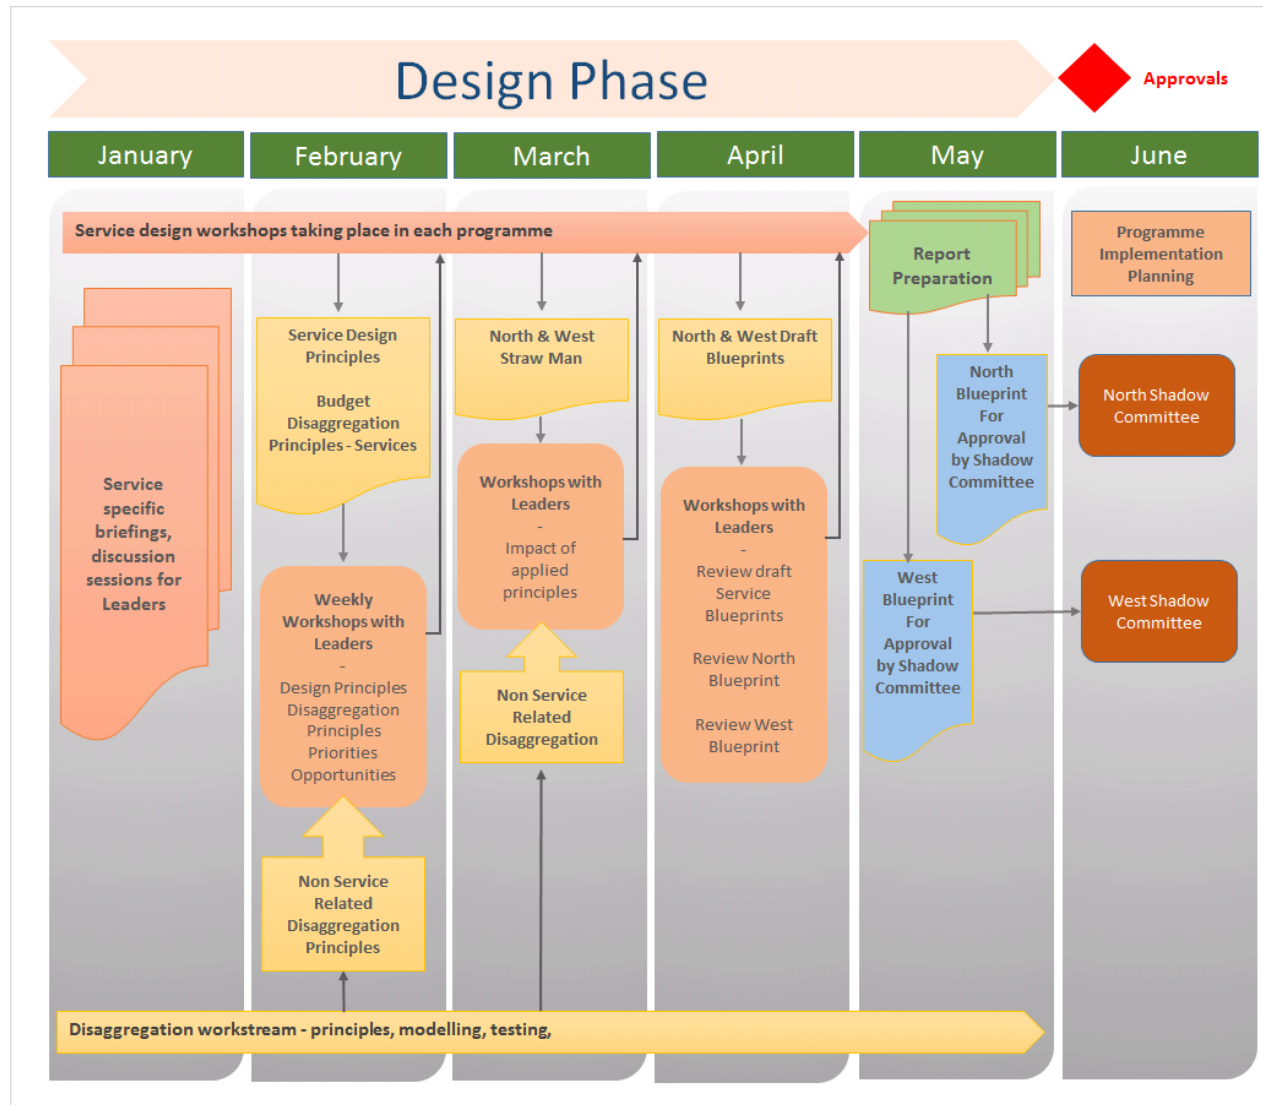 Design Phase
Approvals
January
February
March
April
May
June
Service design workshops taking place in each programme
Service
specific
briefings,
discussion
sessions for
Leaders
Service Design
Principles
Budget
Disaggregation
Principles - Services
Weekly
Workshops with
Leaders
-
Design Principles
Disaggregation
Principles
Priorities
Opportunities
Non Service
Related
Disaggregation
Principles
North & West
Straw Man
Workshops with
Leaders
-
Impact of
applied
principles
Non Service
Related
Disaggregation
North & West Draft
Blueprints
Workshops with
Leaders
-
Review draft
Service
Blueprints
Review North
Blueprint
Review West
Blueprint
Report
Preparation
North
Blueprint
For
Approval
by Shadow
Committee
West
Blueprint
For
Approval
by Shadow
Committee
Programme
Implementation
Planning
North Shadow
Committee
West Shadow
Committee
Disaggregation workstream - principles, modelling, testing,